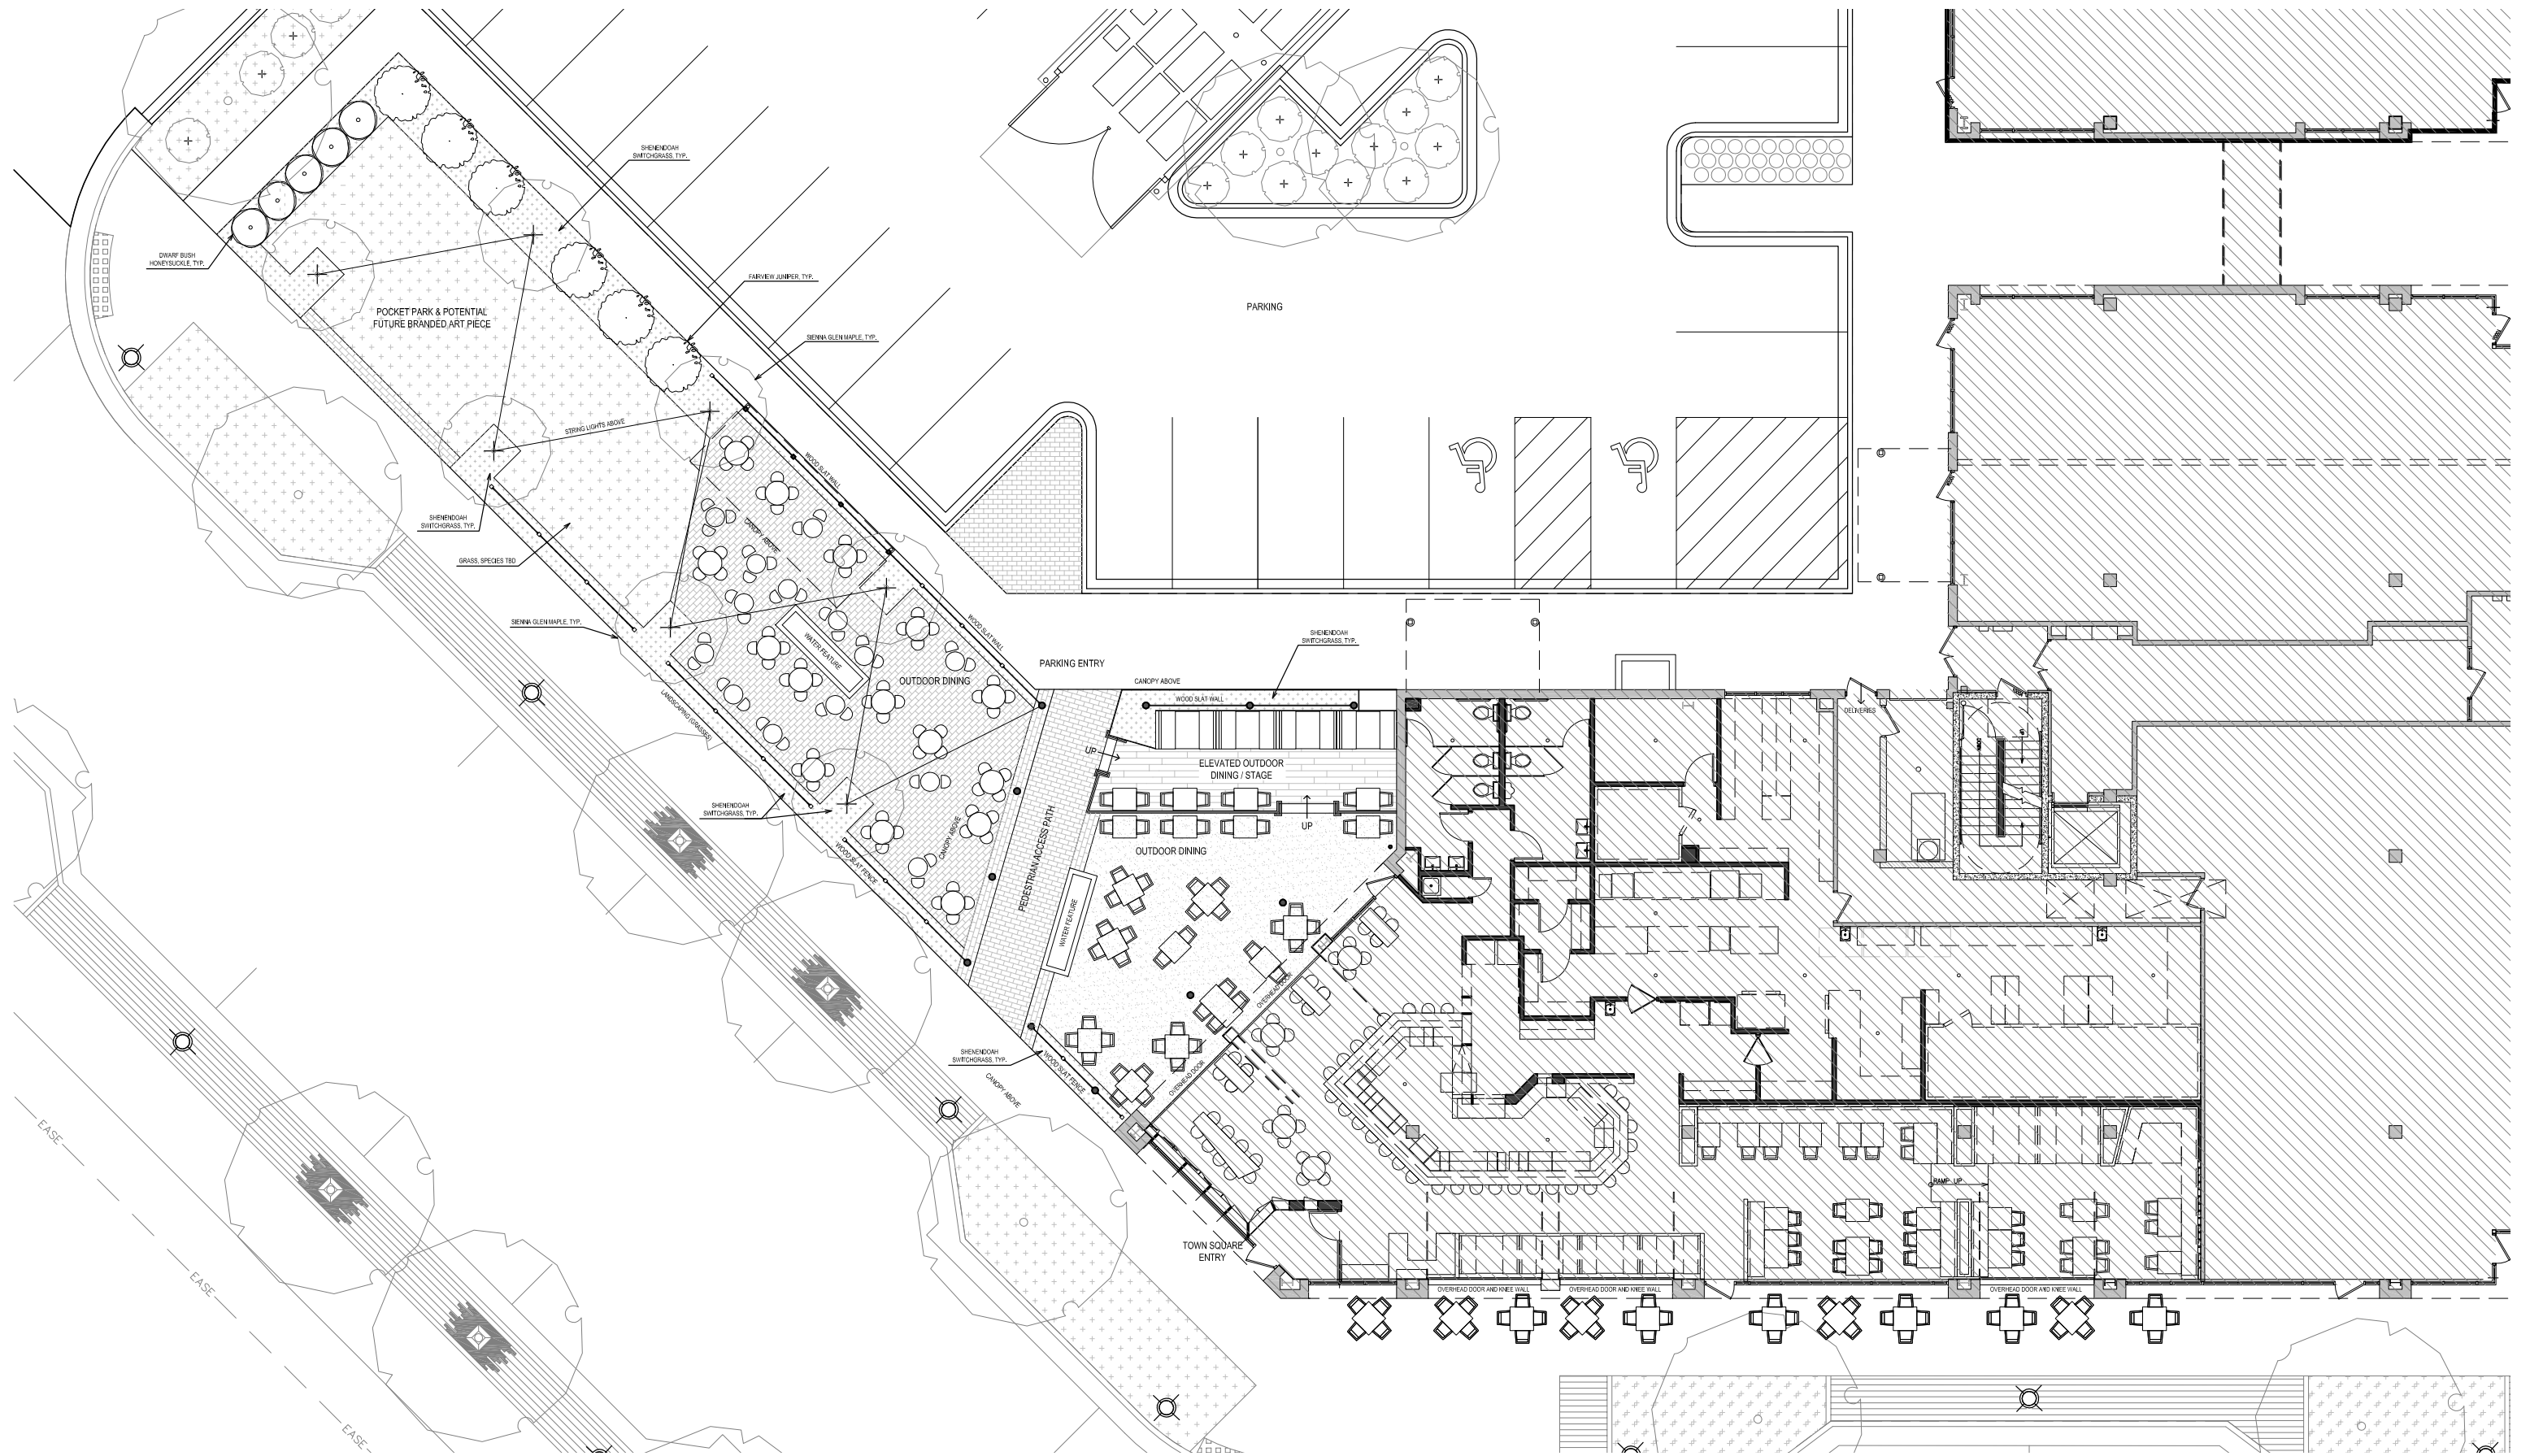 SHENENDOAH
SWITCHGRASS, TYP.
DWARF BUSH
HONEYSUCKLE, TYP.
FAIRVIEW JUNIPER, TYP.
POCKET PARK & POTENTIAL
FUTURE BRANDED ART PIECE
PARKING
SIENNA GLEN MAPLE, TYP.
STRING LIGHTS ABOVE
WOOD SLAT WALL
SHENENDOAH
SWITCHGRASS, TYP.
CANOPY ABOVE
GRASS, SPECIES TBD
SIENNA GLEN MAPLE, TYP.
WATER FEATURE
WOOD SLAT WALL
SHENENDOAH
SWITCHGRASS, TYP.
PARKING ENTRY
OUTDOOR DINING
CANOPY ABOVE
WOOD SLAT WALL
LANDSCAPING (GRASSES)
DELIVERIES
UP
ELEVATED OUTDOOR
DINING / STAGE
SHENENDOAH
SWITCHGRASS, TYP.
UP
CANOPY ABOVE
PEDESTRIAN ACCESS PATH
OUTDOOR DINING
WOOD SLAT FENCE
WATER FEATURE
OVERHEAD DOOR
SHENENDOAH
SWITCHGRASS, TYP.
WOOD SLAT FENCE
OVERHEAD DOOR
CANOPY ABOVE
EASE
RAMP UP
TOWN SQUARE
ENTRY
EASE
OVERHEAD DOOR AND KNEE WALL
OVERHEAD DOOR AND KNEE WALL
OVERHEAD DOOR AND KNEE WALL
EASE